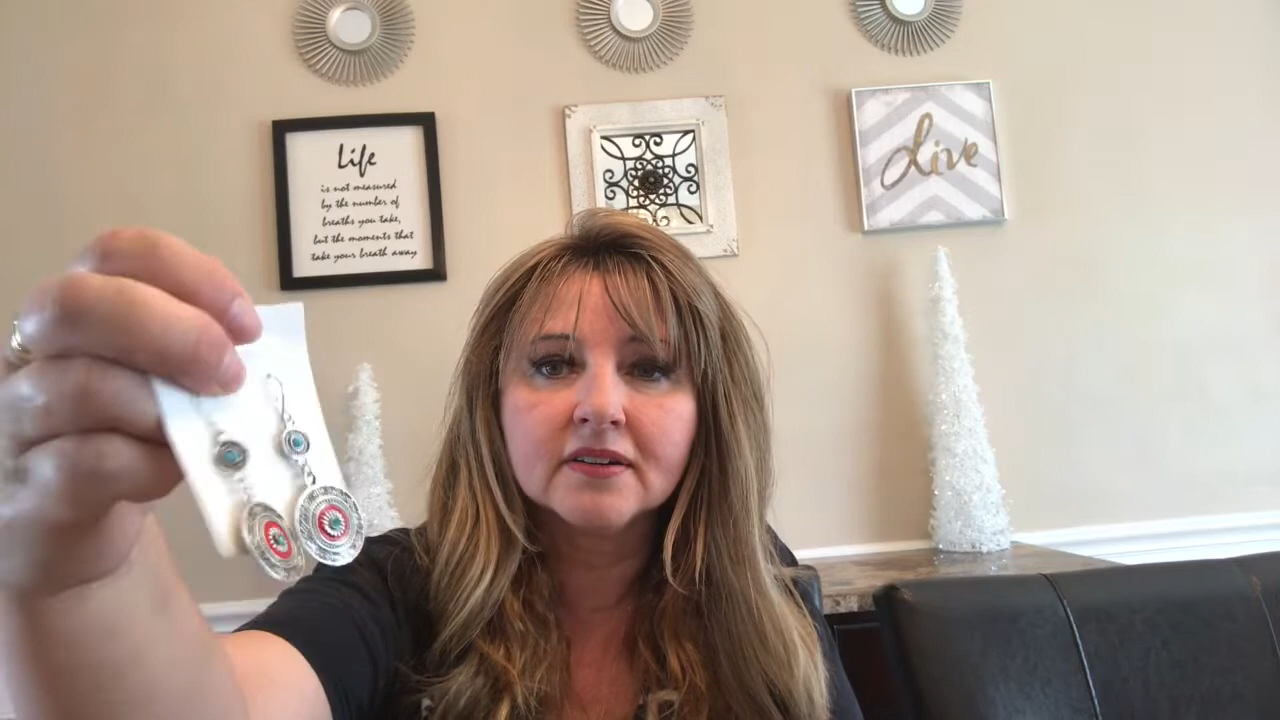 Life
is not measured
by the number of
breaths you take,
but the moments that
take your breath away
Live